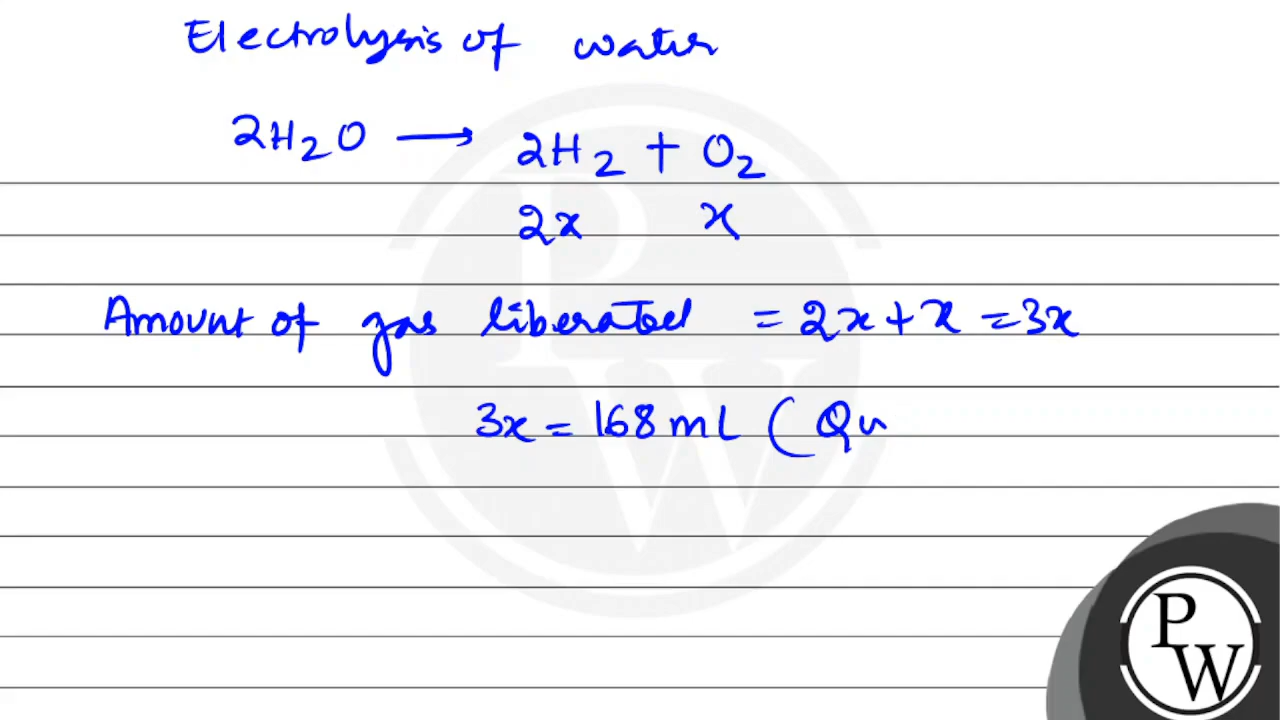 Electrolysis of water
2H₂O ⟶ 2H₂ + O₂
2x x
Amount of gas liberated = 2x + x = 3x
3x = 168 mL ( Qu
P
W
P
W